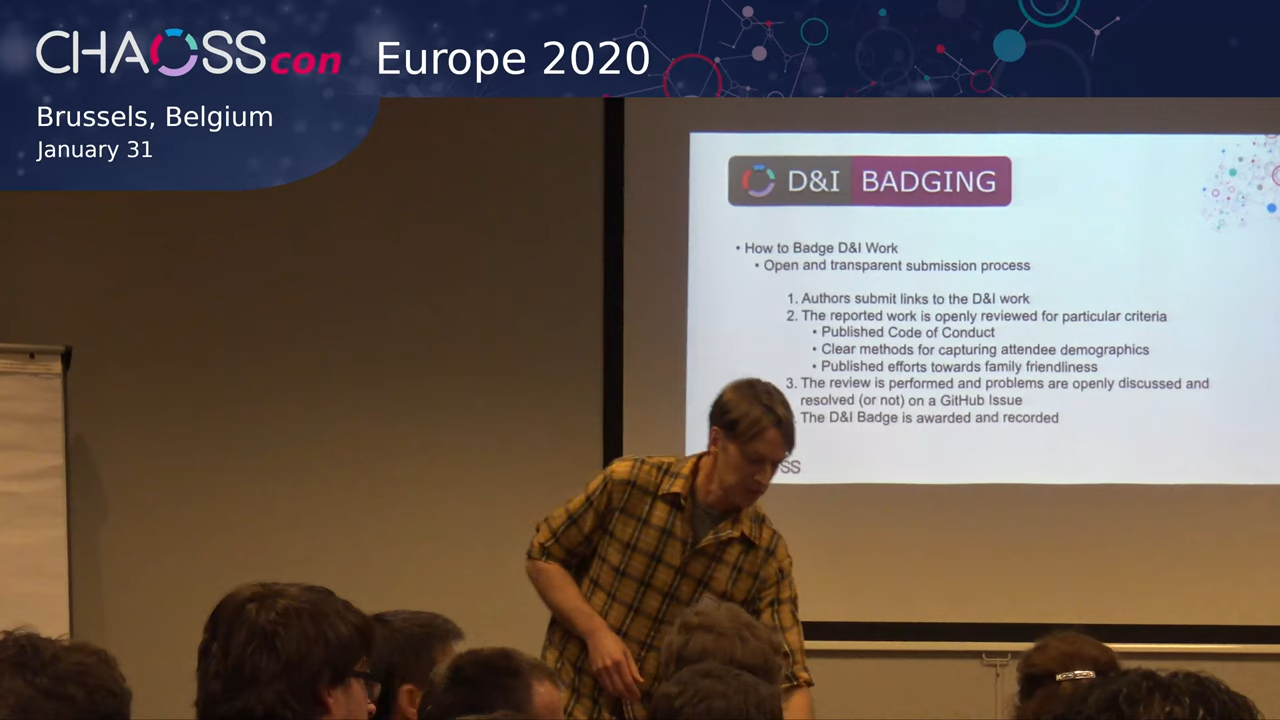 CHAOSScon Europe 2020
Brussels, Belgium
January 31
D&I BADGING
• How to Badge D&I Work
• Open and transparent submission process
1. Authors submit links to the D&I work
2. The reported work is openly reviewed for particular criteria
• Published Code of Conduct
• Clear methods for capturing attendee demographics
• Published efforts towards family friendliness
3. The review is performed and problems are openly discussed and
resolved (or not) on a GitHub Issue
The D&I Badge is awarded and recorded